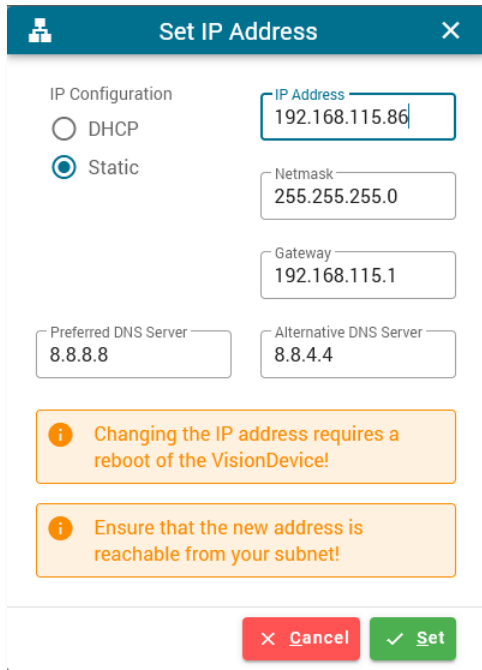 Set IP Address
IP Configuration
DHCP
Static
IP Address
192.168.115.86
Netmask
255.255.255.0
Gateway
192.168.115.1
Preferred DNS Server
8.8.8.8
Alternative DNS Server
8.8.4.4
Changing the IP address requires a
reboot of the VisionDevice!
Ensure that the new address is
reachable from your subnet!
Cancel
Set